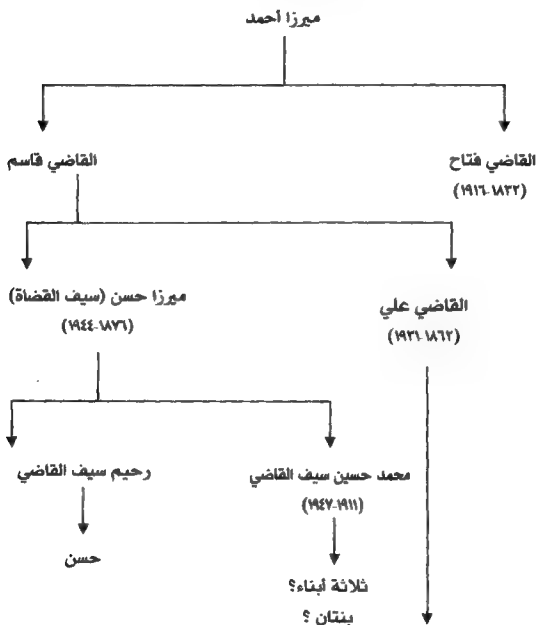 ميرزا أحمد
القاضي فتاح
(١٨٣٢-١٩١٦)
القاضي قاسم
القاضي علي
(١٨٦٢-١٩٣١)
ميرزا حسن (سيف القضاة)
(١٨٧٦-١٩٤٤)
محمد حسين سيف القاضي
(١٩١١-١٩٤٧)
رحيم سيف القاضي
ثلاثة أبناء؟
بنتان ؟
حسن